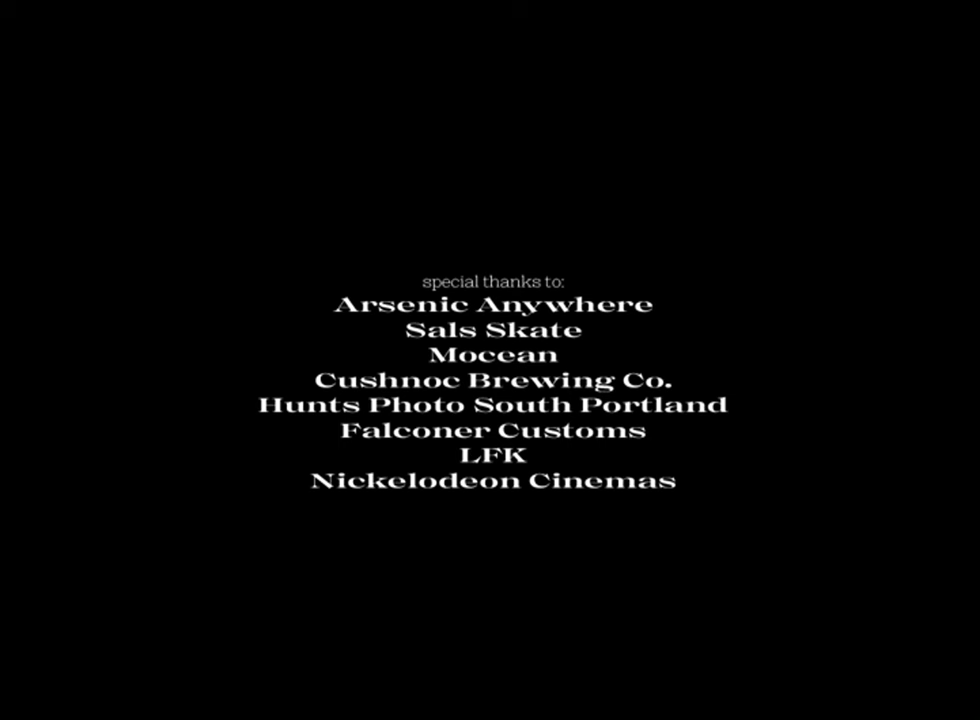 special thanks to:
Arsenic Anywhere
Sals Skate
Mocean
Cushnoc Brewing Co.
Hunts Photo South Portland
Falconer Customs
LFK
Nickelodeon Cinemas